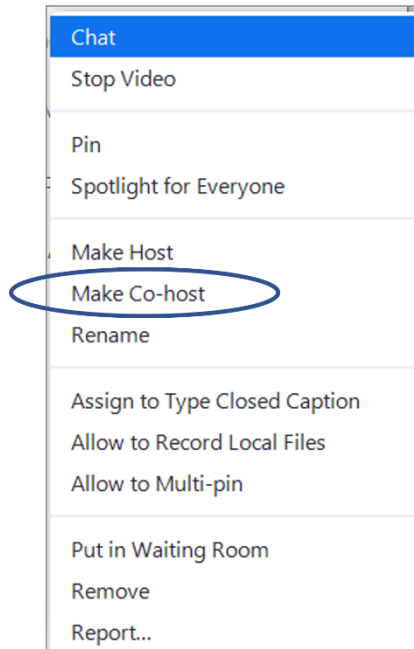 Chat
Stop Video
Pin
Spotlight for Everyone
Make Host
Make Co-host
Rename
Assign to Type Closed Caption
Allow to Record Local Files
Allow to Multi-pin
Put in Waiting Room
Remove
Report...